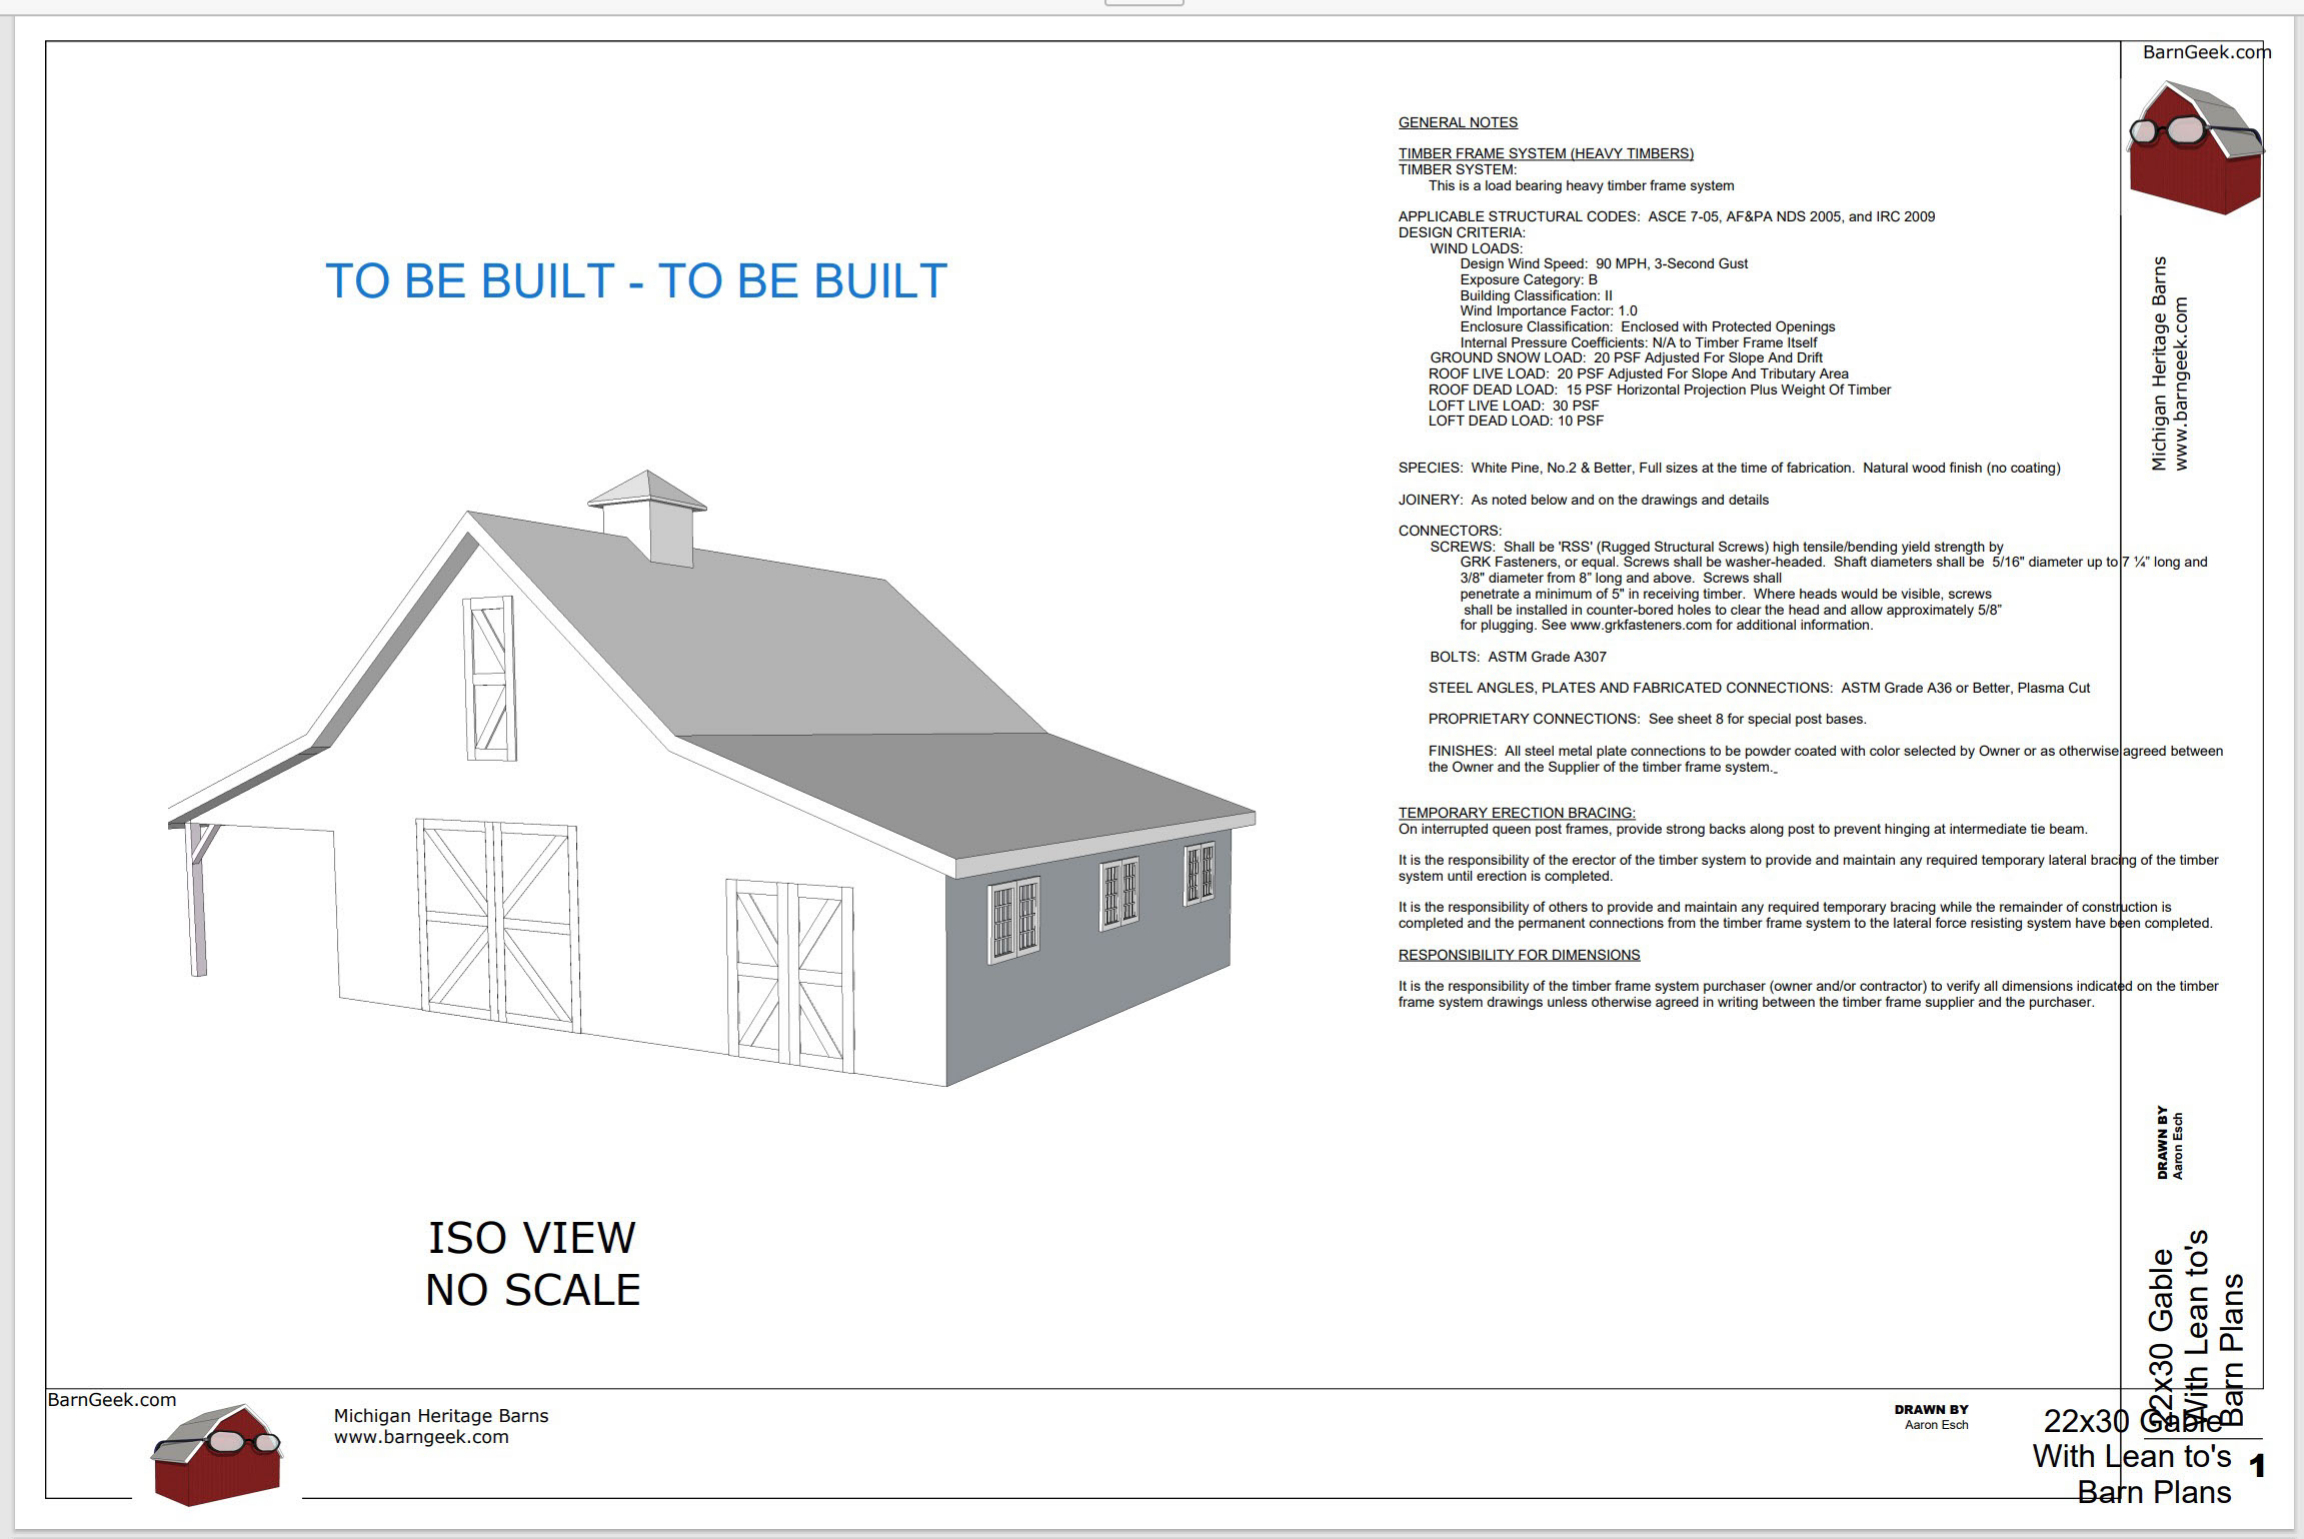 BarnGeek.com
TO BE BUILT - TO BE BUILT
ISO VIEW
NO SCALE
GENERAL NOTES
TIMBER FRAME SYSTEM (HEAVY TIMBERS)
TIMBER SYSTEM:
This is a load bearing heavy timber frame system
APPLICABLE STRUCTURAL CODES: ASCE 7-05, AF&PA NDS 2005, and IRC 2009
DESIGN CRITERIA:
WIND LOADS:
Design Wind Speed: 90 MPH, 3-Second Gust
Exposure Category: B
Building Classification: II
Wind Importance Factor: 1.0
Enclosure Classification: Enclosed with Protected Openings
Internal Pressure Coefficients: N/A to Timber Frame Itself
GROUND SNOW LOAD: 20 PSF Adjusted For Slope And Drift
ROOF LIVE LOAD: 20 PSF Adjusted For Slope And Tributary Area
ROOF DEAD LOAD: 15 PSF Horizontal Projection Plus Weight Of Timber
LOFT LIVE LOAD: 30 PSF
LOFT DEAD LOAD: 10 PSF
SPECIES: White Pine, No.2 & Better, Full sizes at the time of fabrication. Natural wood finish (no coating)
JOINERY: As noted below and on the drawings and details
CONNECTORS:
SCREWS: Shall be 'RSS' (Rugged Structural Screws) high tensile/bending yield strength by
GRK Fasteners, or equal. Screws shall be washer-headed. Shaft diameters shall be 5/16" diameter up to 7 ¼” long and
3/8" diameter from 8” long and above. Screws shall
penetrate a minimum of 5" in receiving timber. Where heads would be visible, screws
shall be installed in counter-bored holes to clear the head and allow approximately 5/8”
for plugging. See www.grkfasteners.com for additional information.
BOLTS: ASTM Grade A307
STEEL ANGLES, PLATES AND FABRICATED CONNECTIONS: ASTM Grade A36 or Better, Plasma Cut
PROPRIETARY CONNECTIONS: See sheet 8 for special post bases.
FINISHES: All steel metal plate connections to be powder coated with color selected by Owner or as otherwise agreed between
the Owner and the Supplier of the timber frame system.
TEMPORARY ERECTION BRACING:
On interrupted queen post frames, provide strong backs along post to prevent hinging at intermediate tie beam.
It is the responsibility of the erector of the timber system to provide and maintain any required temporary lateral bracing of the timber
system until erection is completed.
It is the responsibility of others to provide and maintain any required temporary bracing while the remainder of construction is
completed and the permanent connections from the timber frame system to the lateral force resisting system have been completed.
RESPONSIBILITY FOR DIMENSIONS
It is the responsibility of the timber frame system purchaser (owner and/or contractor) to verify all dimensions indicated on the timber
frame system drawings unless otherwise agreed in writing between the timber frame supplier and the purchaser.
Michigan Heritage Barns
www.barngeek.com
DRAWN BY
Aaron Esch
22x30 Gable
With Lean to's
Barn Plans
BarnGeek.com
Michigan Heritage Barns
www.barngeek.com
DRAWN BY
Aaron Esch
22x30 Gable
With Lean to's
Barn Plans
1